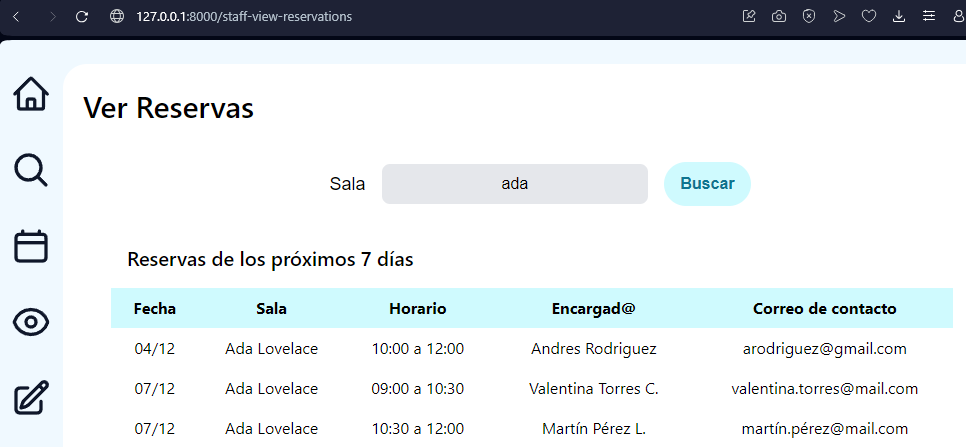 127.0.0.1:8000/staff-view-reservations
Ver Reservas
Sala ada Buscar
Reservas de los próximos 7 días
Fecha Sala Horario Encargad@ Correo de contacto
04/12 Ada Lovelace 10:00 a 12:00 Andres Rodriguez arodriguez@gmail.com
07/12 Ada Lovelace 09:00 a 10:30 Valentina Torres C. valentina.torres@mail.com
07/12 Ada Lovelace 10:30 a 12:00 Martín Pérez L. martín.pérez@mail.com